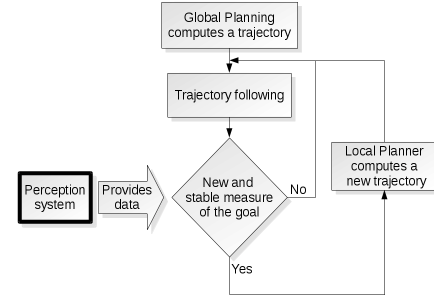 Global Planning
computes a trajectory
Trajectory following
Perception
system
Provides
data
New and
stable measure
of the goal
No
Local Planner
computes a
new trajectory
Yes